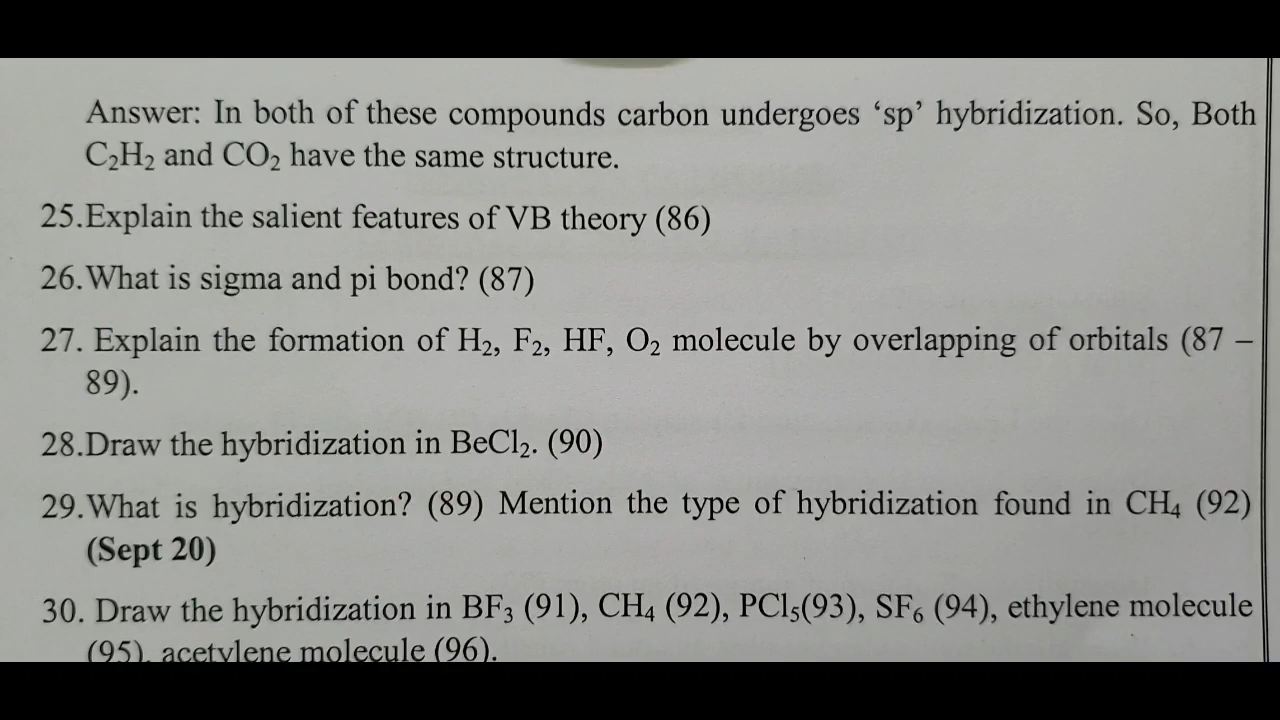 Answer: In both of these compounds carbon undergoes ‘sp’ hybridization. So, Both
C₂H₂ and CO₂ have the same structure.
25.Explain the salient features of VB theory (86)
26.What is sigma and pi bond? (87)
27. Explain the formation of H₂, F₂, HF, O₂ molecule by overlapping of orbitals (87 –
89).
28.Draw the hybridization in BeCl₂. (90)
29.What is hybridization? (89) Mention the type of hybridization found in CH₄ (92)
(Sept 20)
30. Draw the hybridization in BF₃ (91), CH₄ (92), PCl₅(93), SF₆ (94), ethylene molecule
(95), acetylene molecule (96).